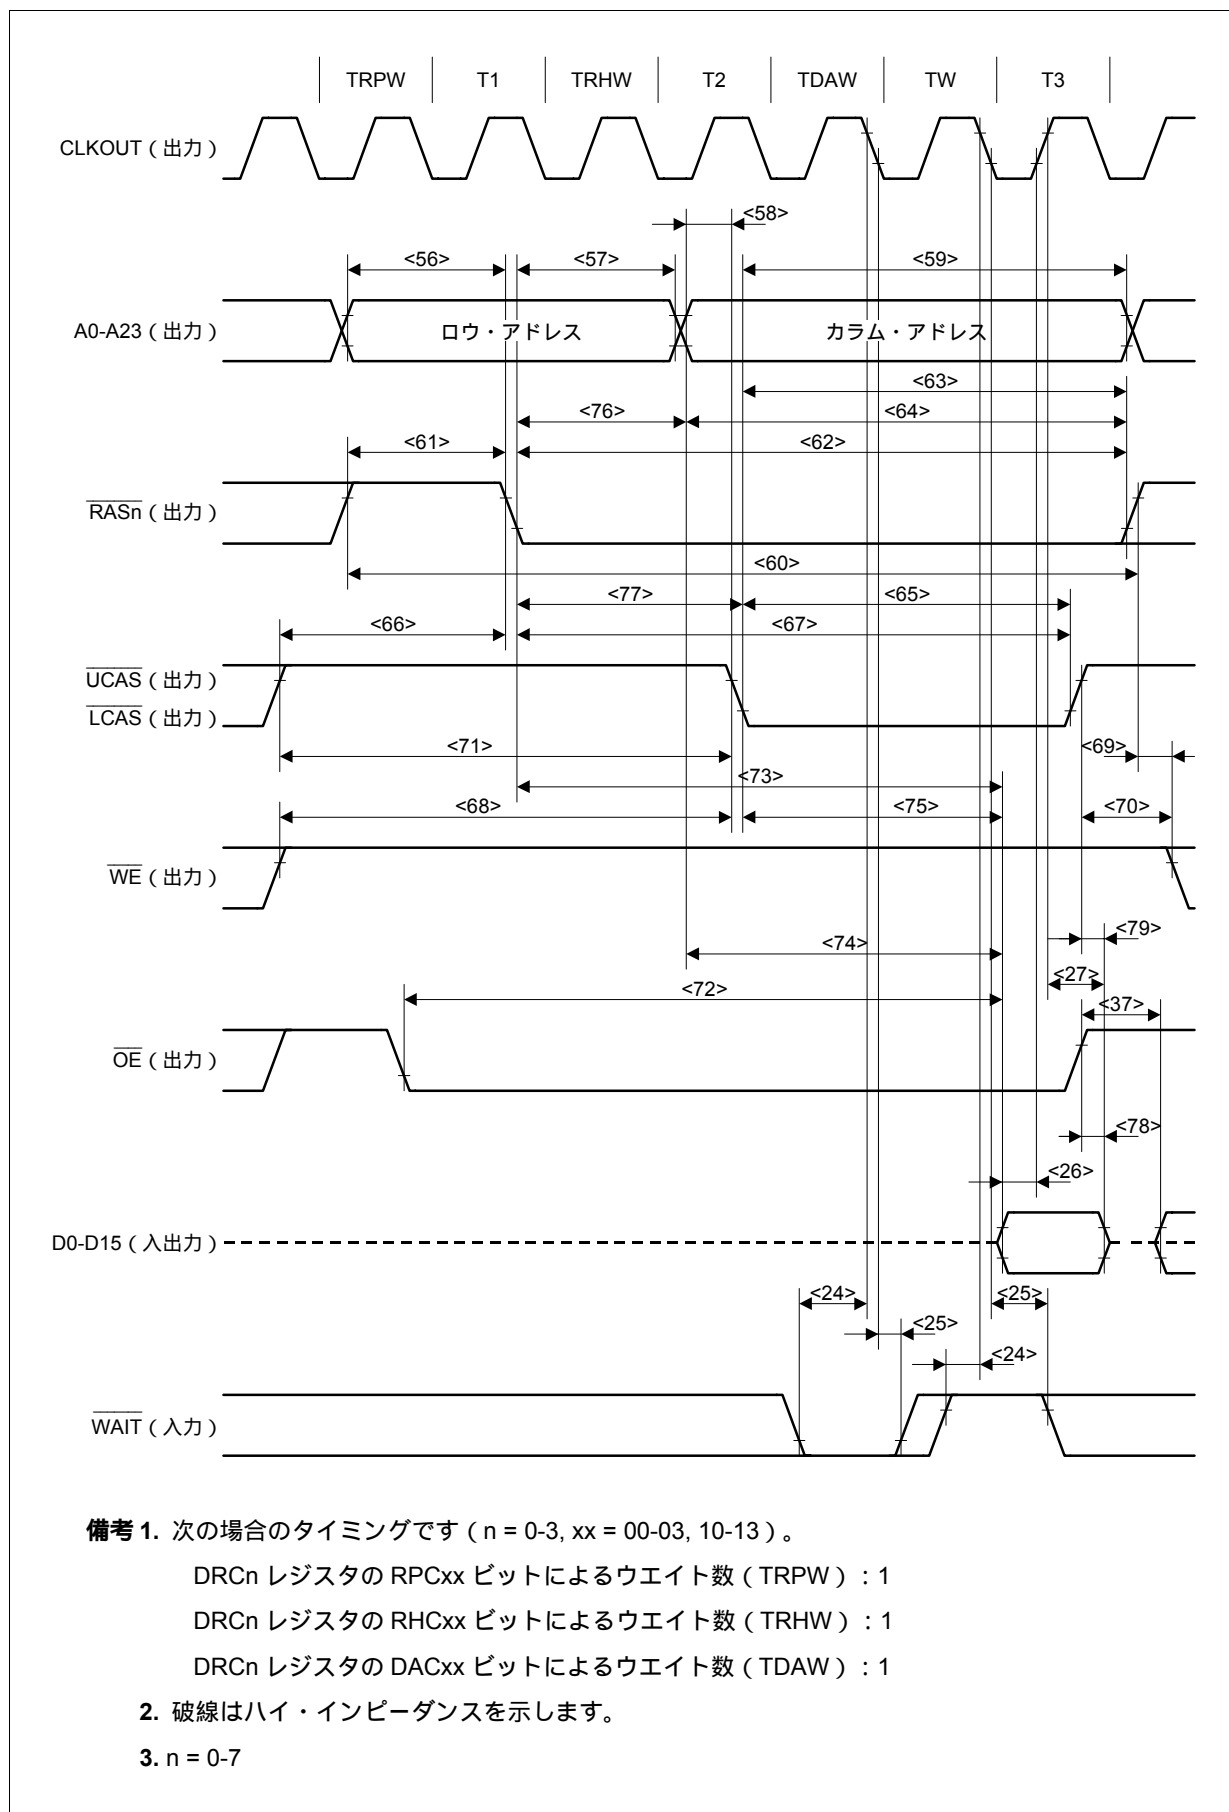 TRPW T1 TRHW T2 TDAW TW T3
CLKOUT（出力）
<58>
<56> <57> <59>
A0-A23（出力） ロウ・アドレス カラム・アドレス
<63>
<76> <64>
<61> <62>
RASn（出力）
<60>
<77> <65>
<66> <67>
UCAS（出力）
LCAS（出力）
<71> <69>
<73>
<68> <75> <70>
WE（出力）
<79>
<74>
<27>
<72>
<37>
OE（出力）
<78>
<26>
D0-D15（入出力）
<24> <25>
<25>
<24>
WAIT（入力）
備考 1. 次の場合のタイミングです（n = 0-3, xx = 00-03, 10-13）。
DRCn レジスタの RPCxx ビットによるウエイト数（TRPW）：1
DRCn レジスタの RHCxx ビットによるウエイト数（TRHW）：1
DRCn レジスタの DACxx ビットによるウエイト数（TDAW）：1
2. 破線はハイ・インピーダンスを示します。
3. n = 0-7